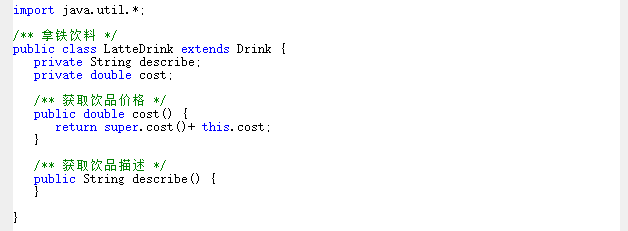 import java.util.*;
/** 拿铁饮料 */
public class LatteDrink extends Drink {
private String describe;
private double cost;
/** 获取饮品价格 */
public double cost() {
return super.cost()+ this.cost;
}
/** 获取饮品描述 */
public String describe() {
}
}